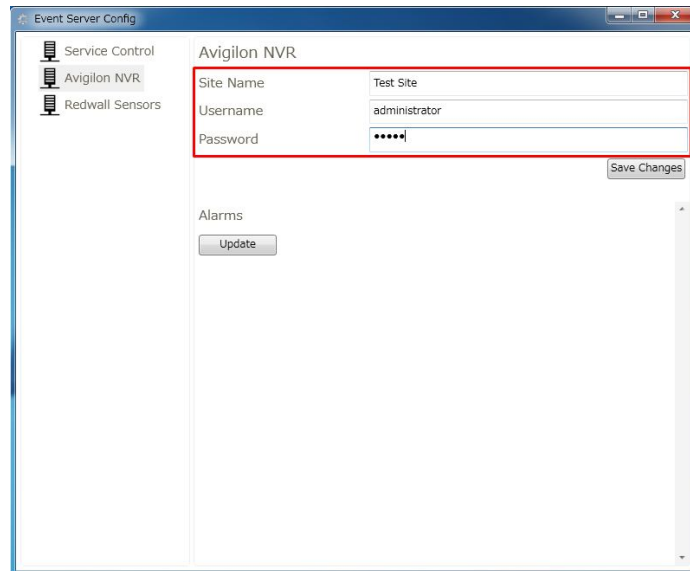 Event Server Config
Service Control
Avigilon NVR
Redwall Sensors
Avigilon NVR
Site Name Test Site
Username administrator
Password •••••
Save Changes
Alarms
Update